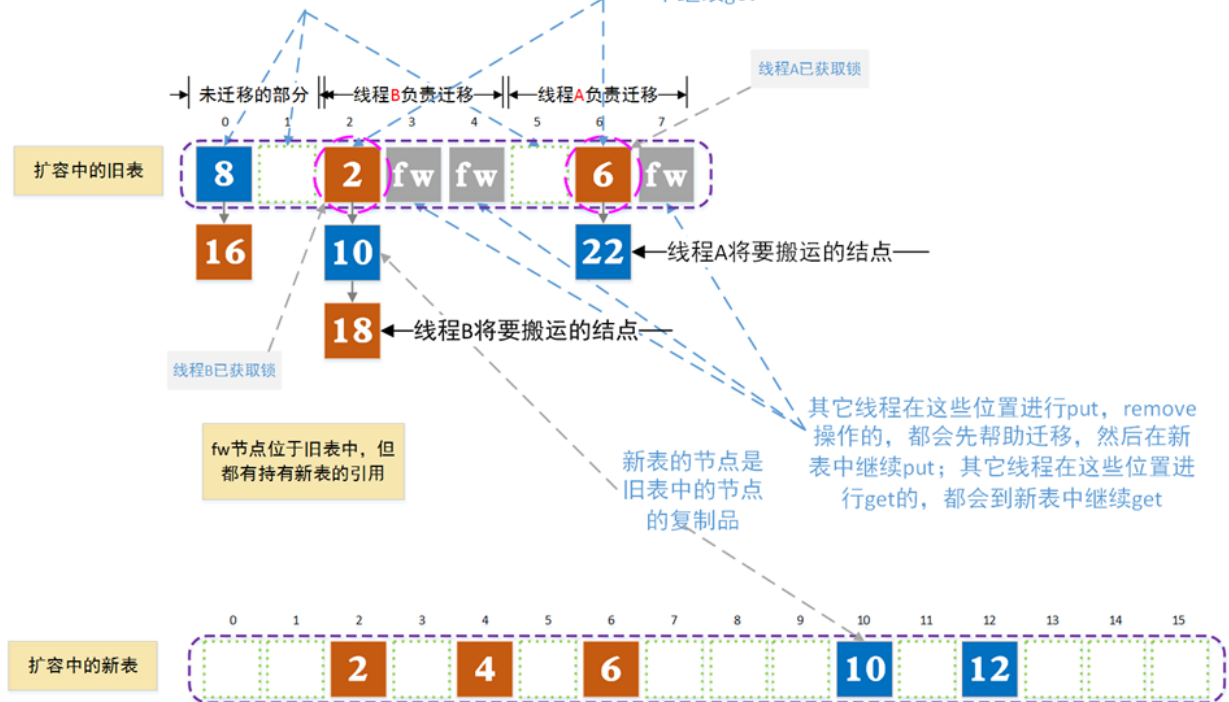 线程A已获取锁
未迁移的部分
线程B负责迁移
线程A负责迁移
0 1 2 3 4 5 6 7
扩容中的旧表
8 2 fw fw 6 fw
16 10 22
线程A将要搬运的结点
18
线程B将要搬运的结点
线程B已获取锁
fw节点位于旧表中，但
都有持有新表的引用
新表的节点是
旧表中的节点
的复制品
其它线程在这些位置进行put，remove
操作的，都会先帮助迁移，然后在新
表中继续put；其它线程在这些位置进
行get的，都会到新表中继续get
0 1 2 3 4 5 6 7 8 9 10 11 12 13 14 15
扩容中的新表
2 4 6 10 12